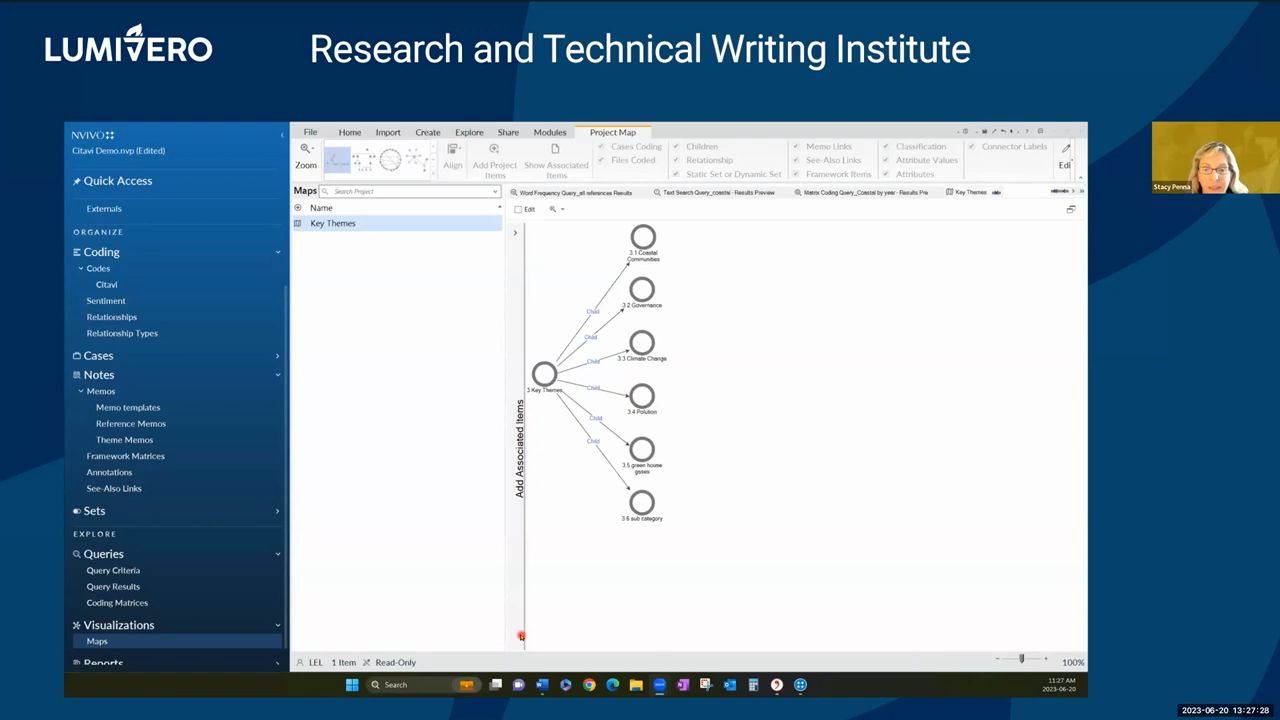 LUMIVERO
Research and Technical Writing Institute
NVIVO
Citavi Demo.nvp (Edited)
Quick Access
Externals
ORGANIZE
Coding
Codes
Citavi
Sentiment
Relationships
Relationship Types
Cases
Notes
Memos
Memo templates
Reference Memos
Theme Memos
Framework Matrices
Annotations
See-Also Links
Sets
EXPLORE
Queries
Query Criteria
Query Results
Coding Matrices
Visualizations
Maps
Reports
File Home Import Create Explore Share Modules Project Map
Zoom
Align
Add Project
Items
Show Associated
Items
Cases Coding
Files Coded
Children
Relationship
Static Set or Dynamic Set
Memo Links
See-Also Links
Framework Items
Classification
Attribute Values
Attributes
Connector Labels
Edi
Maps Search Project
Word Frequency Query_all references Results
Text Search Query_coastal - Results Preview
Matrix Coding Query_Coastal by year - Results Pre
Key Themes
Name
Key Themes
Edit
Add Associated Items
3 Key Themes
Child
Child
Child
Child
Child
Child
3.1 Coastal
Communities
3.2 Governance
3.3 Climate Change
3.4 Polution
3.5 green house
gases
3.6 sub category
LEL 1 Item Read-Only
100%
Search
11:27 AM
2023-06-20
Stacy Penna
2023-06-20 13:27:28